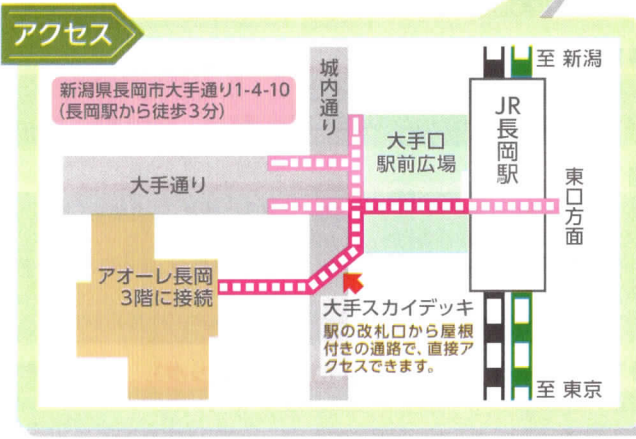 アクセス
新潟県長岡市大手通り1-4-10
(長岡駅から徒歩3分)
城内通り
至 新潟
JR長岡駅
大手口
駅前広場
大手通り
東口方面
アオーレ長岡
3階に接続
大手スカイデッキ
駅の改札口から屋根
付きの通路で、直接ア
クセスできます。
至 東京